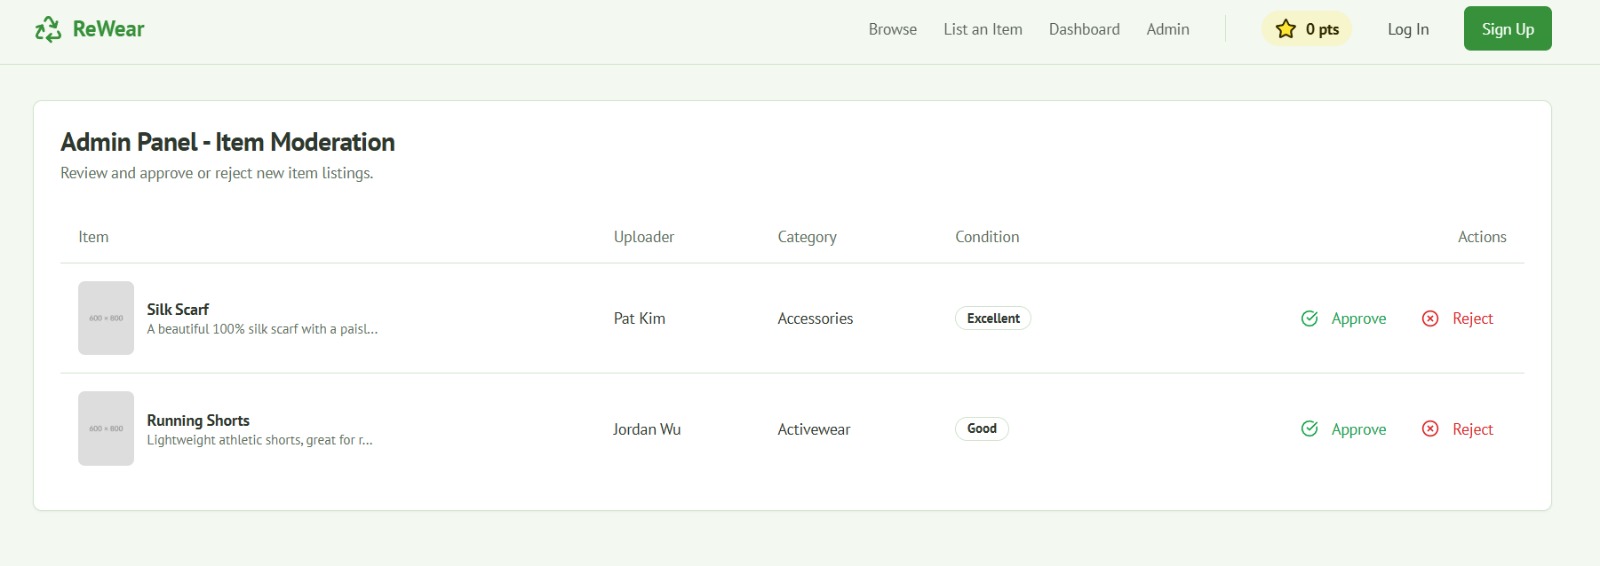 ReWear
Browse List an Item Dashboard Admin 0 pts Log In Sign Up
Admin Panel - Item Moderation
Review and approve or reject new item listings.
Item Uploader Category Condition Actions
600 × 800
Silk Scarf
A beautiful 100% silk scarf with a paisl...
Pat Kim Accessories Excellent Approve Reject
600 × 800
Running Shorts
Lightweight athletic shorts, great for r...
Jordan Wu Activewear Good Approve Reject